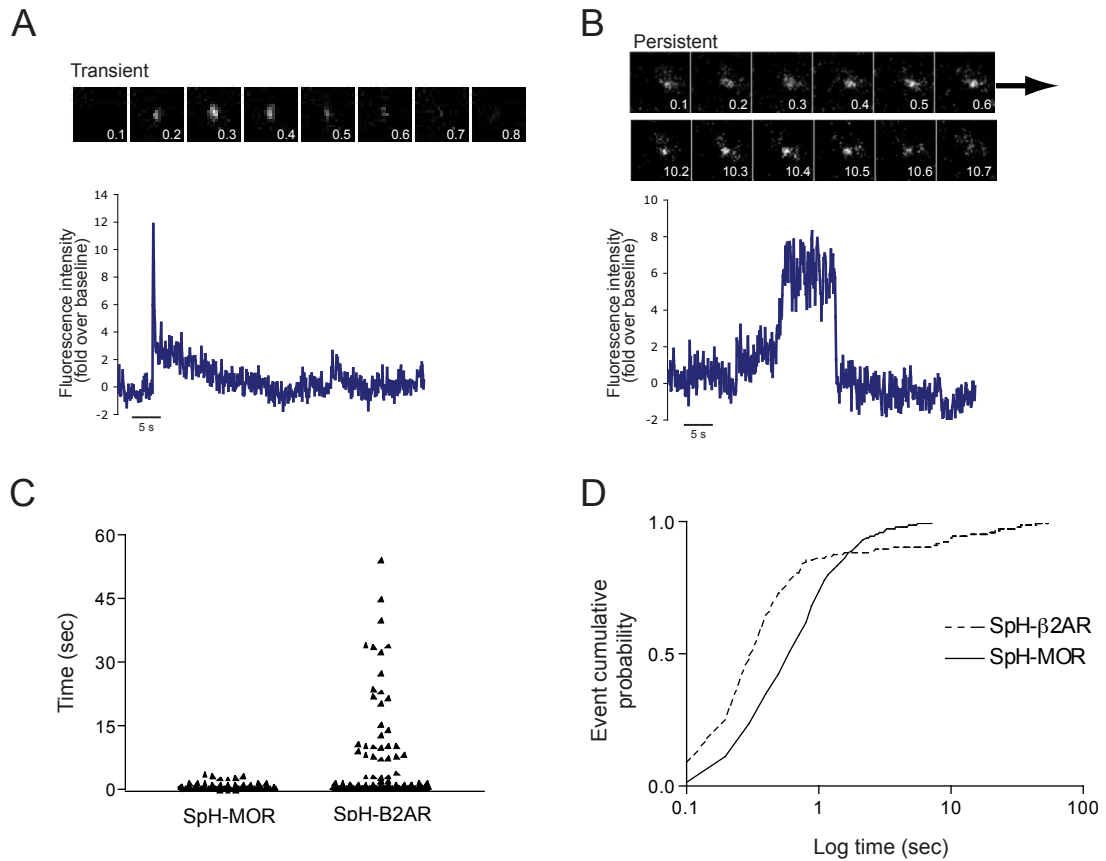 A
Transient
0.1 0.2 0.3 0.4 0.5 0.6 0.7 0.8
Fluorescence intensity
(fold over baseline)
14
12
10
8
6
4
2
0
-2
5 s
B
Persistent
0.1 0.2 0.3 0.4 0.5 0.6
10.2 10.3 10.4 10.5 10.6 10.7
Fluorescence intensity
(fold over baseline)
10
8
6
4
2
0
-2
5 s
C
Time (sec)
60
45
30
15
0
SpH-MOR SpH-B2AR
D
Event cumulative
probability
1.0
0.5
0.0
0.1 1 10 100
Log time (sec)
SpH-β2AR
SpH-MOR